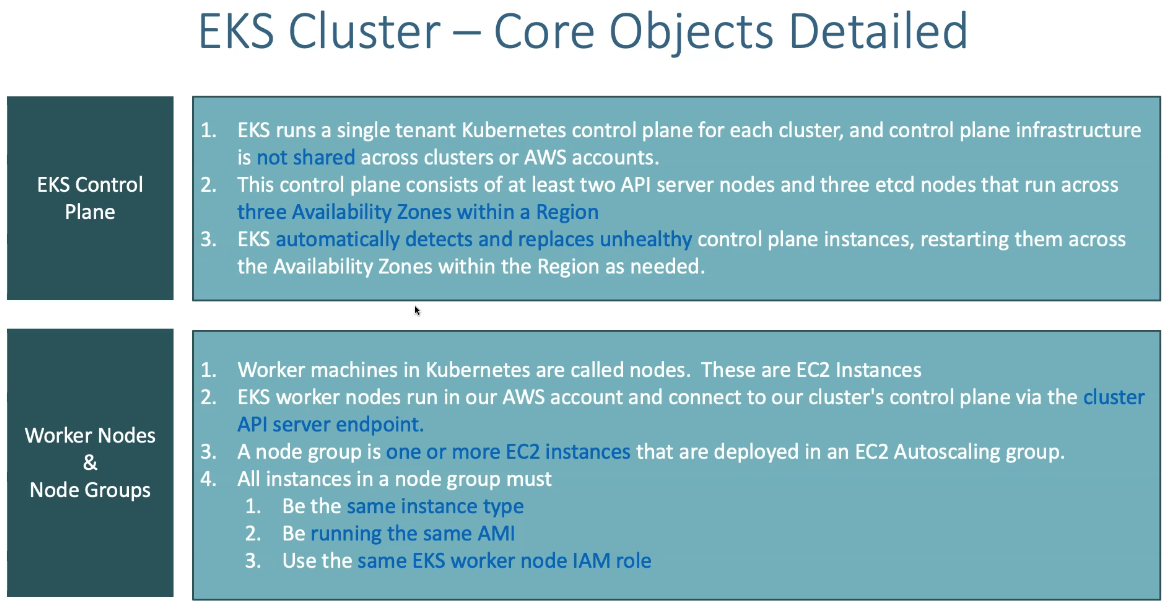 EKS Cluster – Core Objects Detailed
EKS Control
Plane
1. EKS runs a single tenant Kubernetes control plane for each cluster, and control plane infrastructure
is not shared across clusters or AWS accounts.
2. This control plane consists of at least two API server nodes and three etcd nodes that run across
three Availability Zones within a Region
3. EKS automatically detects and replaces unhealthy control plane instances, restarting them across
the Availability Zones within the Region as needed.
Worker Nodes
&
Node Groups
1. Worker machines in Kubernetes are called nodes. These are EC2 Instances
2. EKS worker nodes run in our AWS account and connect to our cluster's control plane via the cluster
API server endpoint.
3. A node group is one or more EC2 instances that are deployed in an EC2 Autoscaling group.
4. All instances in a node group must
1. Be the same instance type
2. Be running the same AMI
3. Use the same EKS worker node IAM role